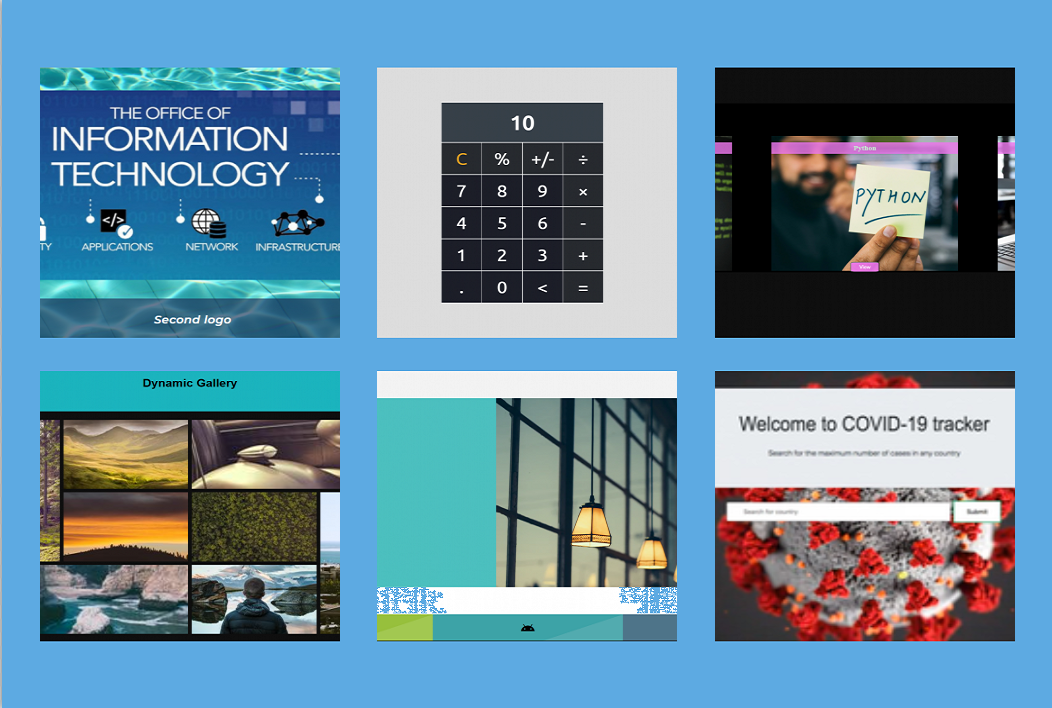 THE OFFICE OF
INFORMATION
TECHNOLOGY
TY
APPLICATIONS
NETWORK
INFRASTRUCTURE
Second logo
10
C % +/- ÷
7 8 9 ×
4 5 6 -
1 2 3 +
. 0 < =
Python
PYTHON
View
Dynamic Gallery
Welcome to COVID-19 tracker
Search for the maximum number of cases in any country
Search for country
Submit